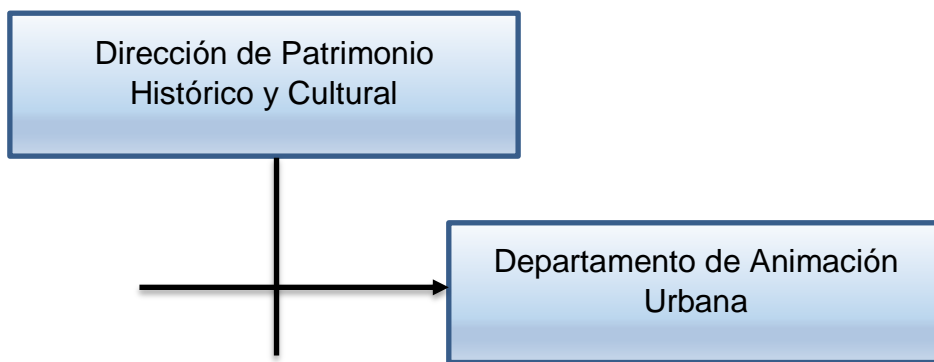 Dirección de Patrimonio
Histórico y Cultural
Departamento de Animación
Urbana